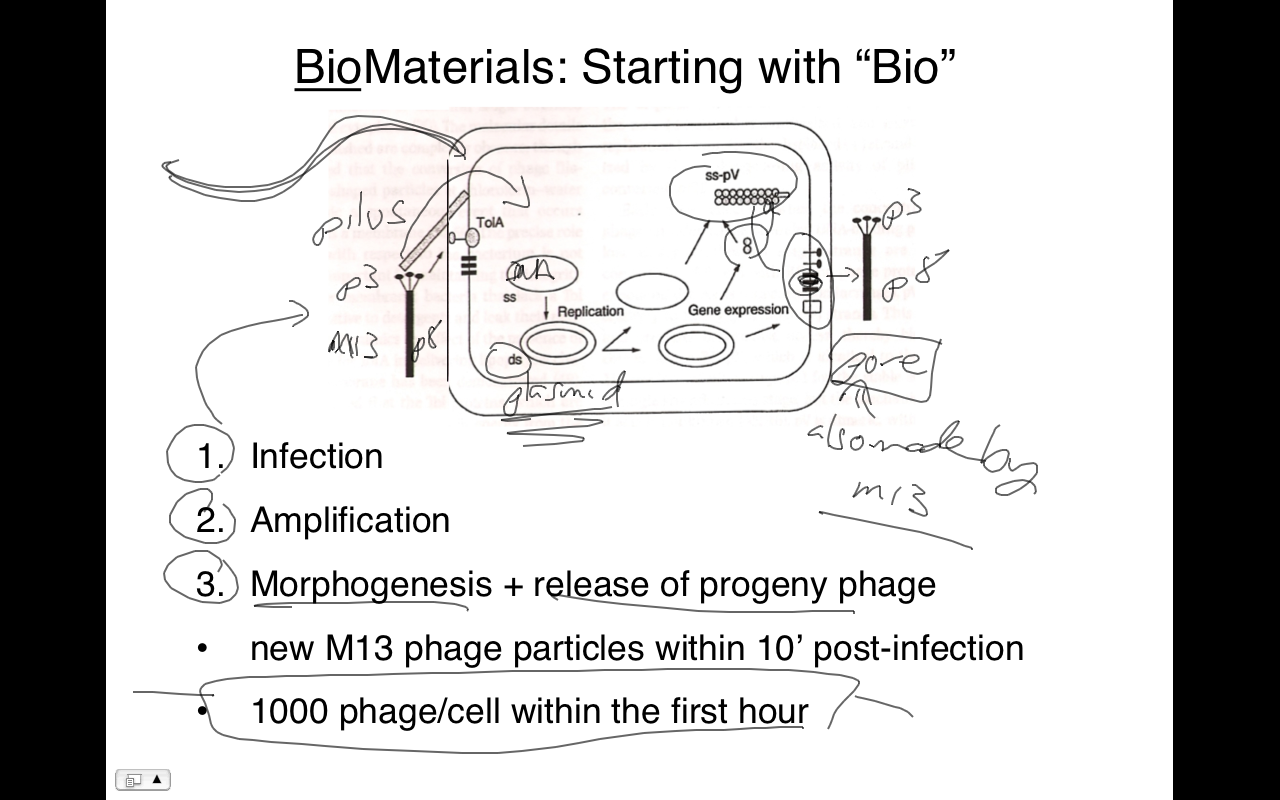 BioMaterials: Starting with “Bio”
ss-pV
pilus
TolA
p3
8
p3
DNA
p8
ss
Replication
Gene expression
M13
p8
ds
pore
plasmid
also made by
m13
1. Infection
2. Amplification
3. Morphogenesis + release of progeny phage
• new M13 phage particles within 10’ post-infection
• 1000 phage/cell within the first hour